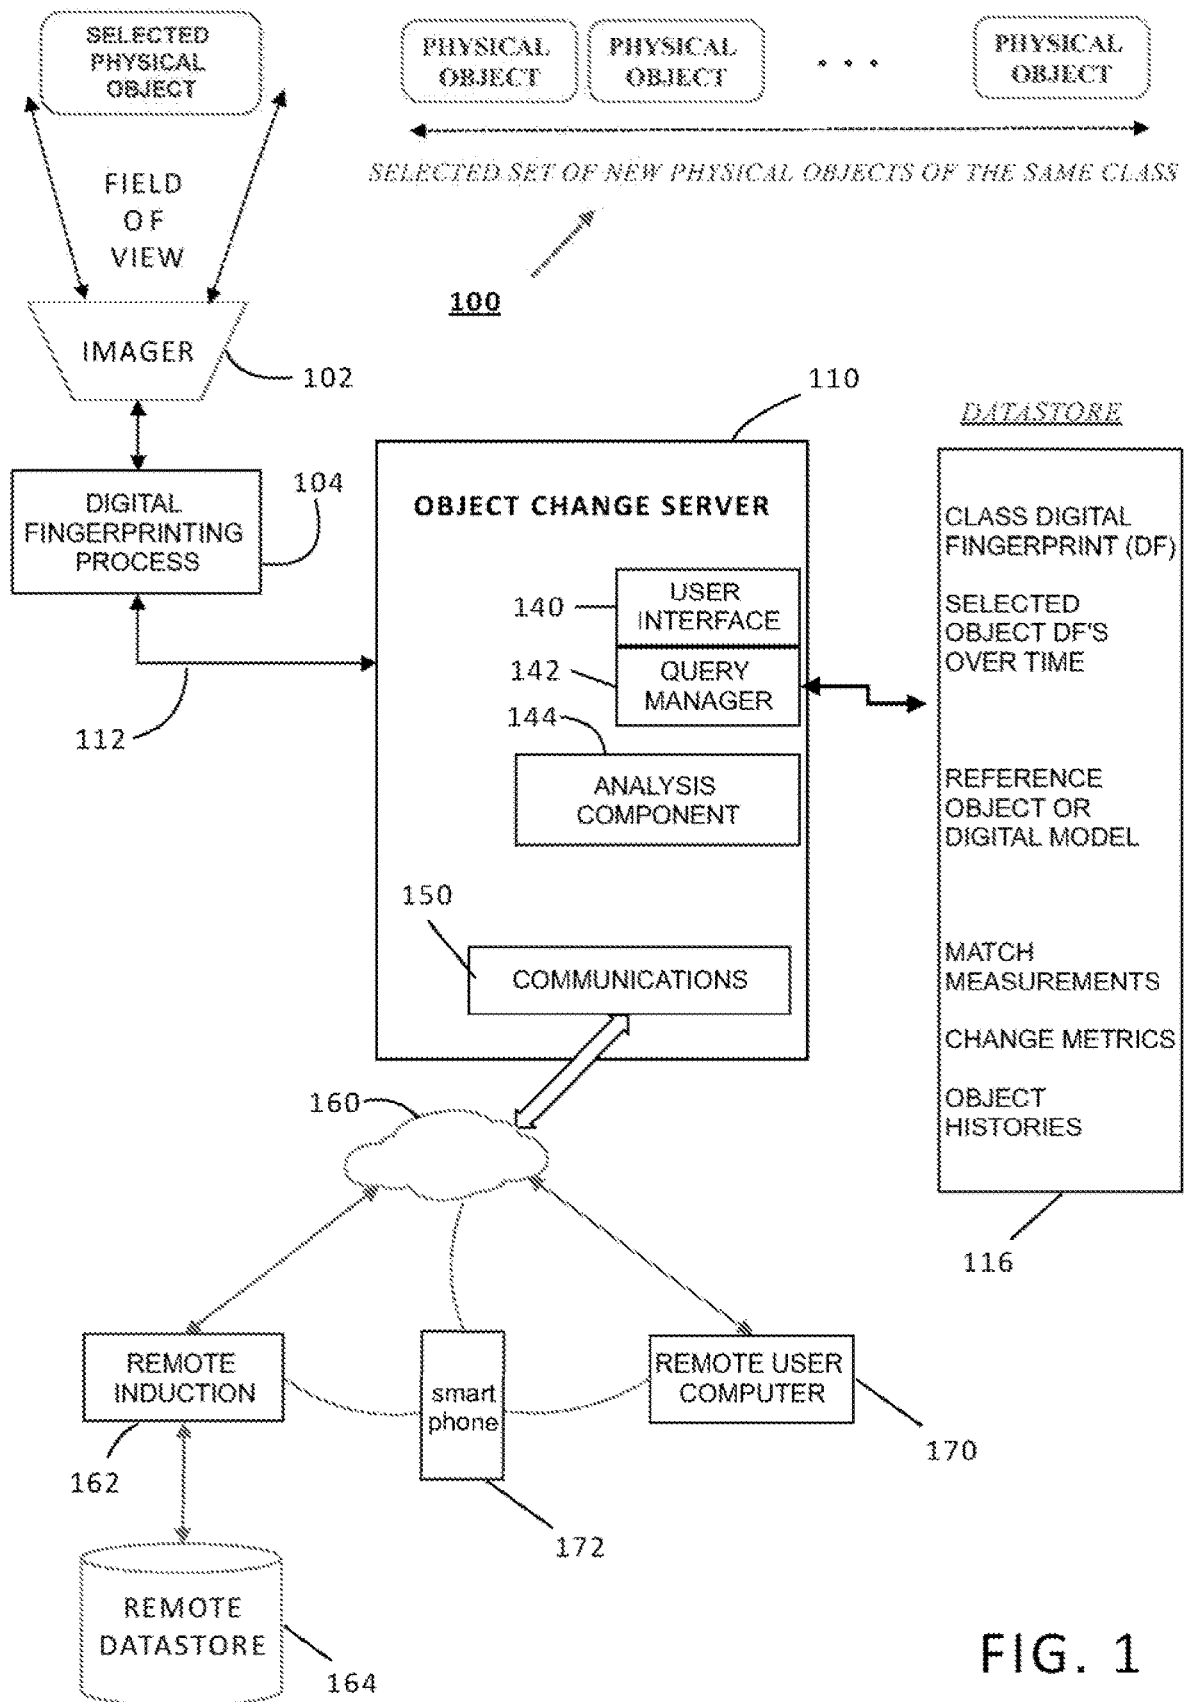 SELECTED
PHYSICAL
OBJECT
PHYSICAL
OBJECT
PHYSICAL
OBJECT
. . .
PHYSICAL
OBJECT
SELECTED SET OF NEW PHYSICAL OBJECTS OF THE SAME CLASS
FIELD
OF
VIEW
100
IMAGER
102
110
DATASTORE
DIGITAL
FINGERPRINTING
PROCESS
104
112
OBJECT CHANGE SERVER
140
USER
INTERFACE
142
QUERY
MANAGER
144
ANALYSIS
COMPONENT
150
COMMUNICATIONS
CLASS DIGITAL
FINGERPRINT (DF)
SELECTED
OBJECT DF'S
OVER TIME
REFERENCE
OBJECT OR
DIGITAL MODEL
MATCH
MEASUREMENTS
CHANGE METRICS
OBJECT
HISTORIES
116
160
REMOTE
INDUCTION
162
smart
phone
172
REMOTE USER
COMPUTER
170
REMOTE
DATASTORE
164
FIG. 1